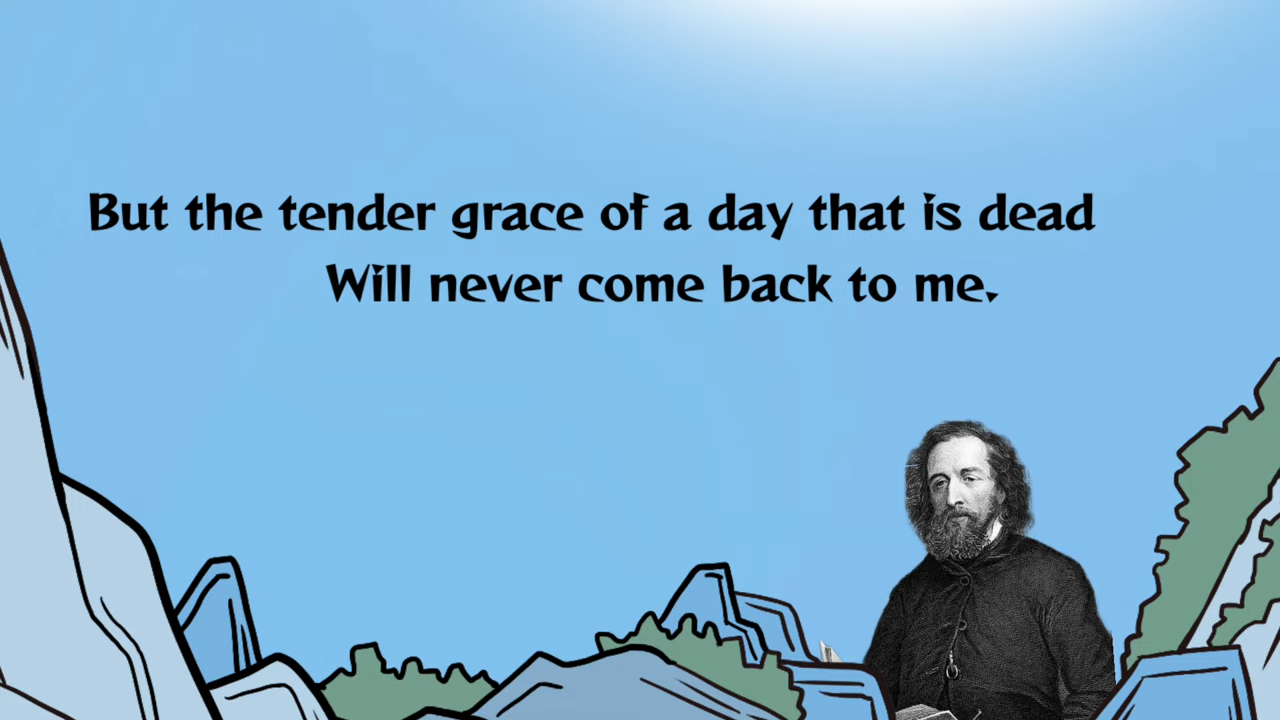 But the tender grace of a day that is dead
Will never come back to me.